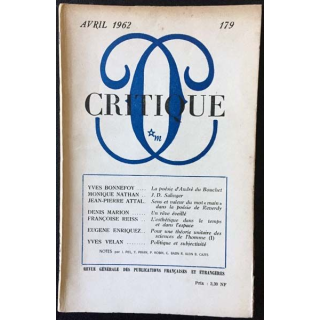 AVRIL 1962 179
CRITIQUE
m
YVES BONNEFOY .... La poésie d'André du Bouchet
MONIQUE NATHAN .. J.D. Salinger
JEAN-PIERRE ATTAL.. Sens et valeur du mot « main »
dans la poésie de Reverdy
DENIS MARION ...... Un rêve éveillé
FRANÇOISE REISS ... L'esthétique dans le temps
et dans l'espace
EUGENE ENRIQUEZ.. Pour une théorie unitaire des
sciences de l'homme (I)
YVES VELAN ........ Politique et subjectivité
NOTES par
REVUE GÉNÉRALE DES PUBLICATIONS FRANÇAISES ET ÉTRANGÈRES
Prix : NF